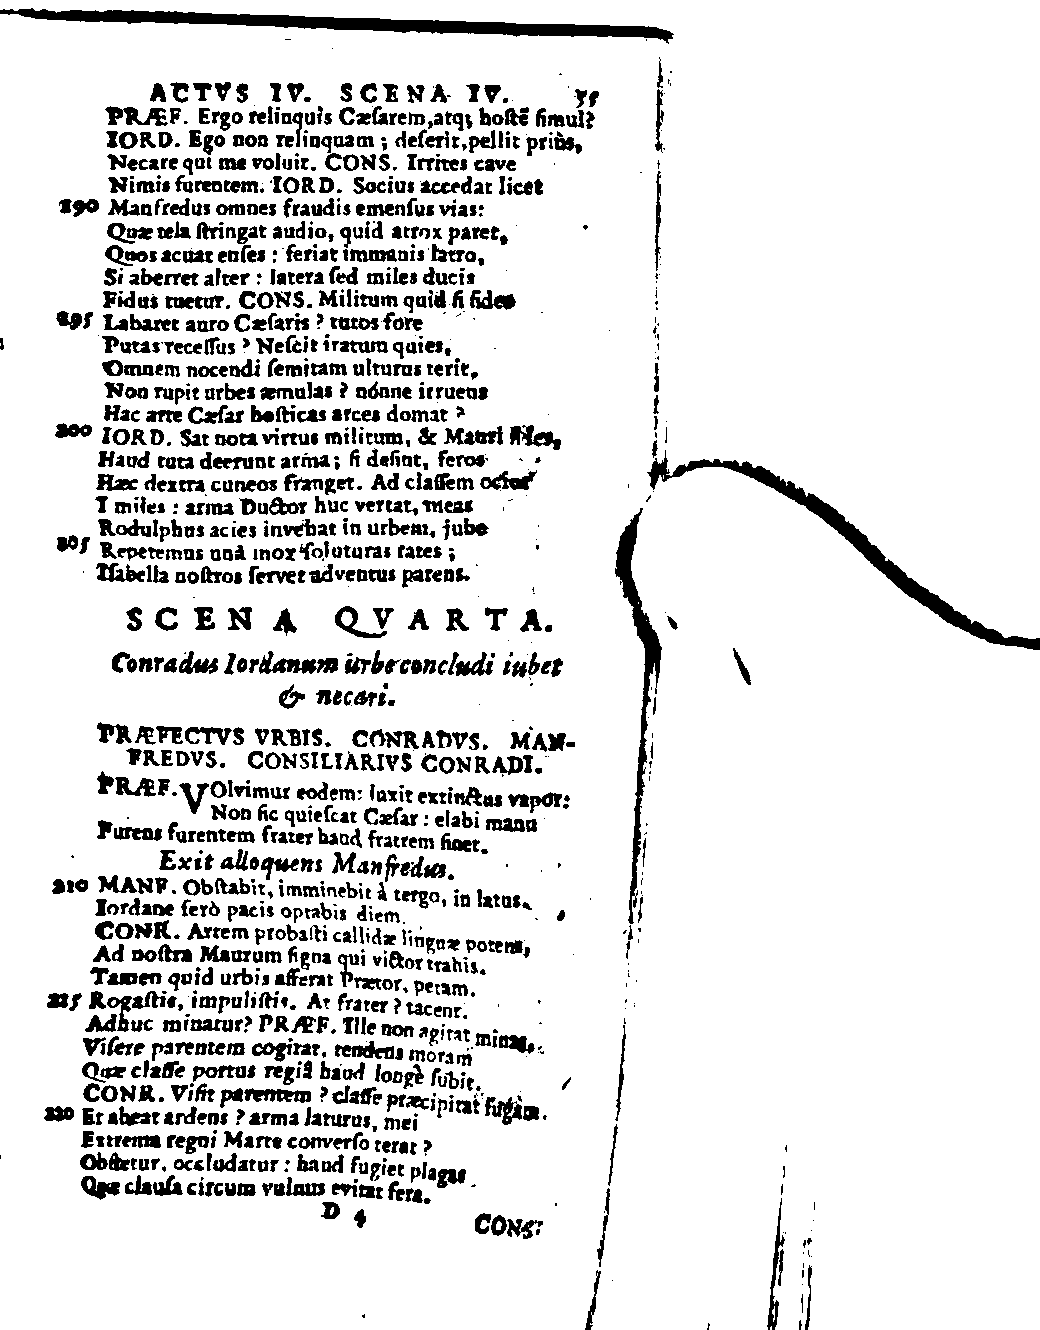 ACTVS IV. SCENA IV. 55
PRÆF. Ergo relinquis Cæſarem, atq; hoſtē ſimul?
IORD. Ego non relinquam; deſerit, pellit priùs,
Necare qui me voluit. CONS. Irrites cave
Nimis furentem. IORD. Socius accedat licet
290 Manfredus omnes fraudis emenſus vias:
Quæ tela ſtringat audio, quid atrox paret,
Quos acuat enſes: feriat immanis latro,
Si aberret alter: latera ſed miles ducis
Fidus tuetur. CONS. Militum quid ſi fides
295 Labaret auro Cæſaris? tutos fore
Putas receſſus? Neſcit iratum quies,
Omnem nocendi ſemitam ulturus terit,
Non rupit urbes æmulas? nónne irruens
Hac arte Cæſar hoſticas arces domat?
200 IORD. Sat nota virtus militum, & Mauri fides,
Haud tuta deerunt arma; ſi deſint, feros
Hæc dextra cuneos franget. Ad claſſem ociùs
I miles: arma Ductor huc vertat, meas
Rodulphus acies invehat in urbem, jube
205 Repetemus unà mox ſoluturas rates;
Iſabella noſtros ſervet adventus parens.
SCENA QVARTA.
Conradus Iordanum urbe concludi iubet
& necari.
PRÆFECTVS VRBIS. CONRADVS. MAN-
FREDVS. CONSILIARIVS CONRADI.
PRÆF. VOlvimur eodem: luxit extinctus vapor:
Non ſic quieſcat Cæſar: elabi manu
Furens furentem frater haud fratrem ſinet.
Exit alloquens Manfredus.
210 MANF. Obſtabit, imminebit à tergo, in latus.
Iordane ſerò pacis optabis diem.
CONR. Artem probaſti callidæ linguæ potens,
Ad noſtra Maurum ſigna qui victor trahis.
Tamen quid urbis afferat Prætor, petam.
215 Rogaſtis, impuliſtis. At frater? tacent.
Adhuc minatur? PRÆF. Ille non agitat minas.
Viſere parentem cogitat, tendens moram
Quæ claſſe portus regiâ haud longè ſubit.
CONR. Viſit parentem? claſſe præcipitat fugam.
220 Et abeat ardens? arma laturus, mei
Extrema regni Marte converſo terat?
Obſtetur, occludatur: haud fugiet plagas
Quæ clauſa circum vulnus evitat fera.
D 4 CONS.